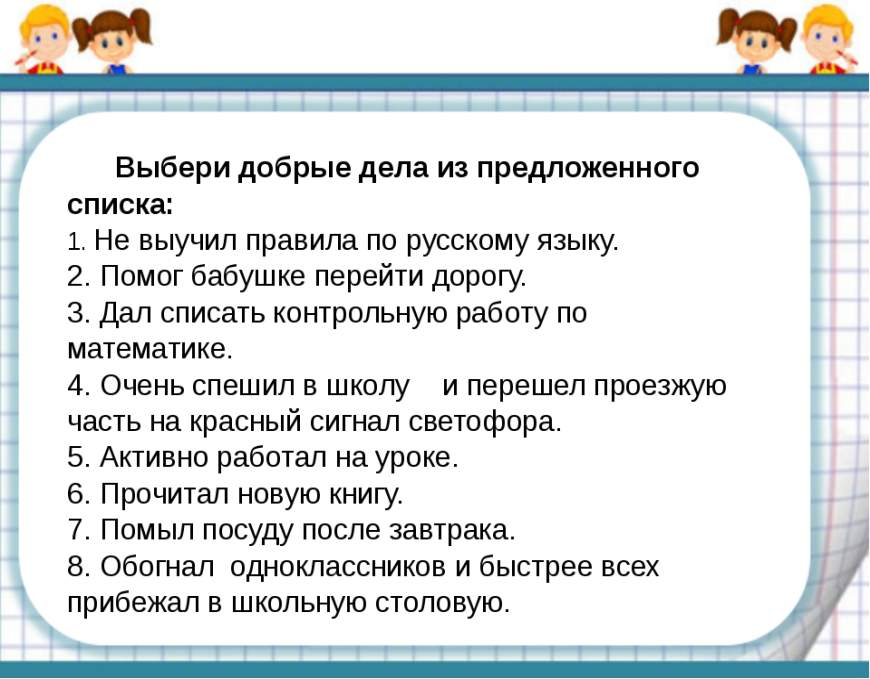 Выбери добрые дела из предложенного
списка:
1. Не выучил правила по русскому языку.
2. Помог бабушке перейти дорогу.
3. Дал списать контрольную работу по
математике.
4. Очень спешил в школу    и перешел проезжую
часть на красный сигнал светофора.
5. Активно работал на уроке.
6. Прочитал новую книгу.
7. Помыл посуду после завтрака.
8. Обогнал  одноклассников и быстрее всех
прибежал в школьную столовую.